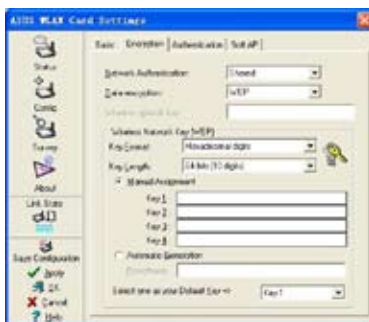 ASUS WLAN Card Settings
Basic Encryption Authentication Soft AP
Status
Config
Survey
About
Link State
Save Configuration
Apply
OK
Cancel
Help
Network Authentication:
Data encryption: WEP
Wireless Network Key (WEP)
Key Format: Hexadecimal digits
Key Length: 64 bits (10 digits)
Manual Assignment
Key 1:
Key 2:
Key 3:
Key 4:
Automatic Generation
Select one as your Default Key => Key 1